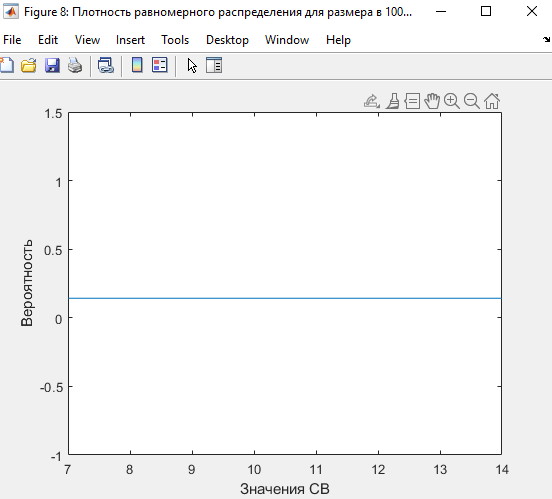 Figure 8: Плотность равномерного распределения для размера в 100...
File Edit View Insert Tools Desktop Window Help
1.5
1
0.5
0
-0.5
-1
Вероятность
7 8 9 10 11 12 13 14
Значения СВ